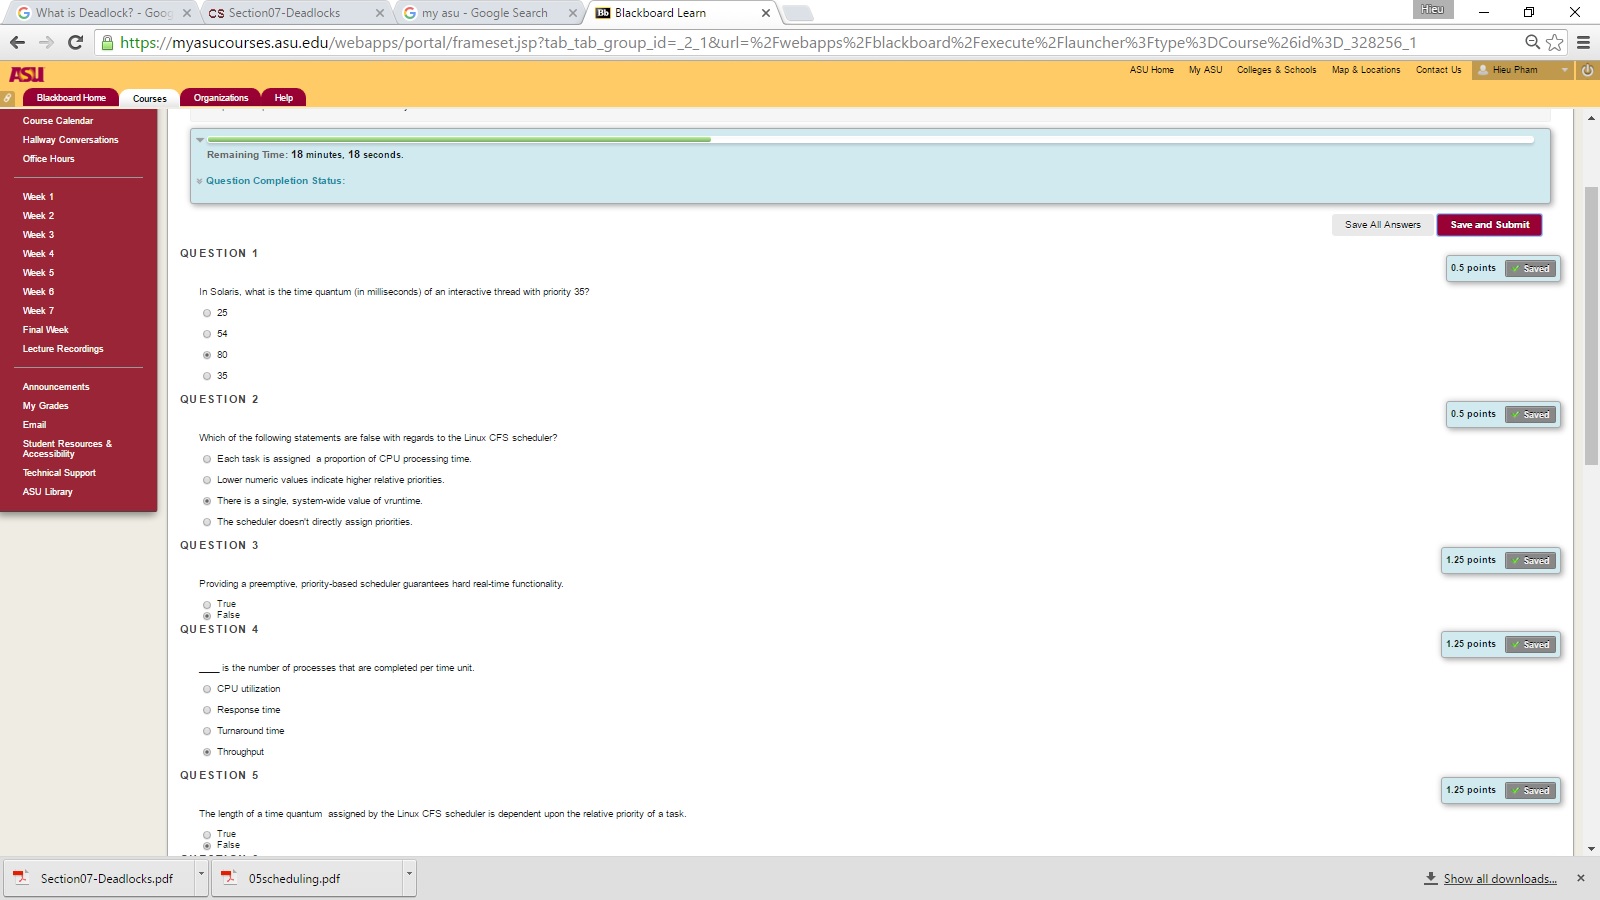 What is Deadlock? - Goog
CS Section07-Deadlocks
my asu - Google Search
Bb Blackboard Learn
Hieu
https://myasucourses.asu.edu/webapps/portal/frameset.jsp?tab_tab_group_id=_2_1&url=%2Fwebapps%2Fblackboard%2Fexecute%2Flauncher%3Ftype%3DCourse%26id%3D_328256_1
ASU
ASU Home My ASU Colleges & Schools Map & Locations Contact Us Hieu Pham
Blackboard Home Courses Organizations Help
Course Calendar
Hallway Conversations
Office Hours
Week 1
Week 2
Week 3
Week 4
Week 5
Week 6
Week 7
Final Week
Lecture Recordings
Announcements
My Grades
Email
Student Resources &
Accessibility
Technical Support
ASU Library
Remaining Time: 18 minutes, 18 seconds.
Question Completion Status:
Save All Answers Save and Submit
QUESTION 1
0.5 points Saved
In Solaris, what is the time quantum (in milliseconds) of an interactive thread with priority 35?
25
54
80
35
QUESTION 2
0.5 points Saved
Which of the following statements are false with regards to the Linux CFS scheduler?
Each task is assigned a proportion of CPU processing time.
Lower numeric values indicate higher relative priorities.
There is a single, system-wide value of vruntime.
The scheduler doesn't directly assign priorities.
QUESTION 3
1.25 points Saved
Providing a preemptive, priority-based scheduler guarantees hard real-time functionality.
True
False
QUESTION 4
1.25 points Saved
____ is the number of processes that are completed per time unit.
CPU utilization
Response time
Turnaround time
Throughput
QUESTION 5
1.25 points Saved
The length of a time quantum assigned by the Linux CFS scheduler is dependent upon the relative priority of a task.
True
False
Section07-Deadlocks.pdf
05scheduling.pdf
Show all downloads...